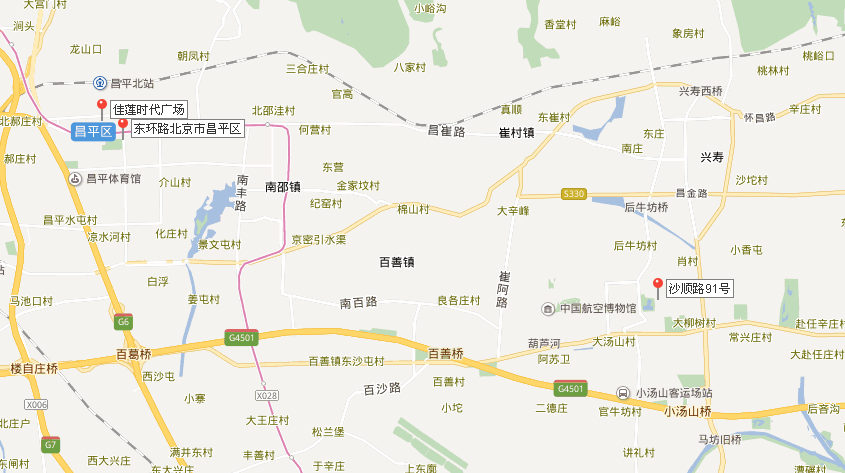 大宫门村
小峪沟
涧头
香堂村
麻峪
象房村
龙山口
朝凤村
三合庄村
八家村
桃峪口
桃林村
昌平北站
官高
兴寿西桥
佳莲时代广场
北邵洼村
真顺
辛庄村
北郝庄村
昌平区
东环路北京市昌平区
何营村
昌崔路
崔村镇
东崔村
怀昌路
东庄
南庄
兴寿
郝庄村
东营
昌平体育馆
介山村
南丰路
南邵镇
金家坟村
S330
昌金路
沙坨村
纪窑村
棉山村
大辛峰
后牛坊桥
昌平水屯村
化庄村
凉水河村
景文屯村
京密引水渠
后牛坊村
小香屯
肖村
百善镇
崔阿路
白浮
沙顺路91号
马池口村
姜屯村
南百路
良各庄村
中国航空博物馆
G6
大柳树村
赴任辛庄村
G4501
葫芦河
大汤山村
常兴庄村
百葛桥
百善镇东沙屯村
百善桥
阿苏卫
大赴任庄村
楼自庄桥
西沙屯
百善村
G4501
小汤山客运场站
小寨
X028
百沙路
X006
小坨
二德庄
官牛坊村
小汤山桥
后吝沟
北庄户
大王庄村
松兰堡
马坊旧桥
G7
满井东村
丰善村
讲礼村
东闸村
西大兴庄
东大兴庄
于辛庄
上东廓
漕碾村